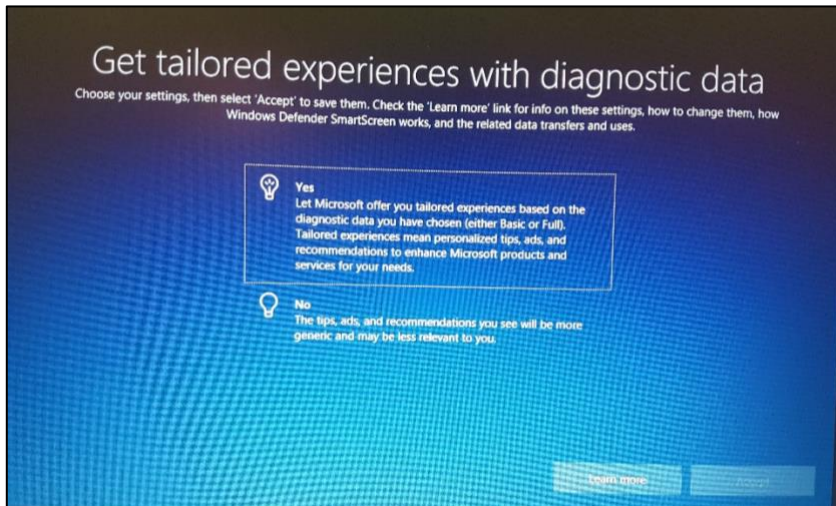 Get tailored experiences with diagnostic data
Choose your settings, then select 'Accept' to save them. Check the 'Learn more' link for info on these settings, how to change them, how
Windows Defender SmartScreen works, and the related data transfers and uses.
Yes
Let Microsoft offer you tailored experiences based on the
diagnostic data you have chosen (either Basic or Full).
Tailored experiences mean personalized tips, ads, and
recommendations to enhance Microsoft products and
services for your needs.
No
The tips, ads, and recommendations you see will be more
generic and may be less relevant to you.
Learn more
Accept